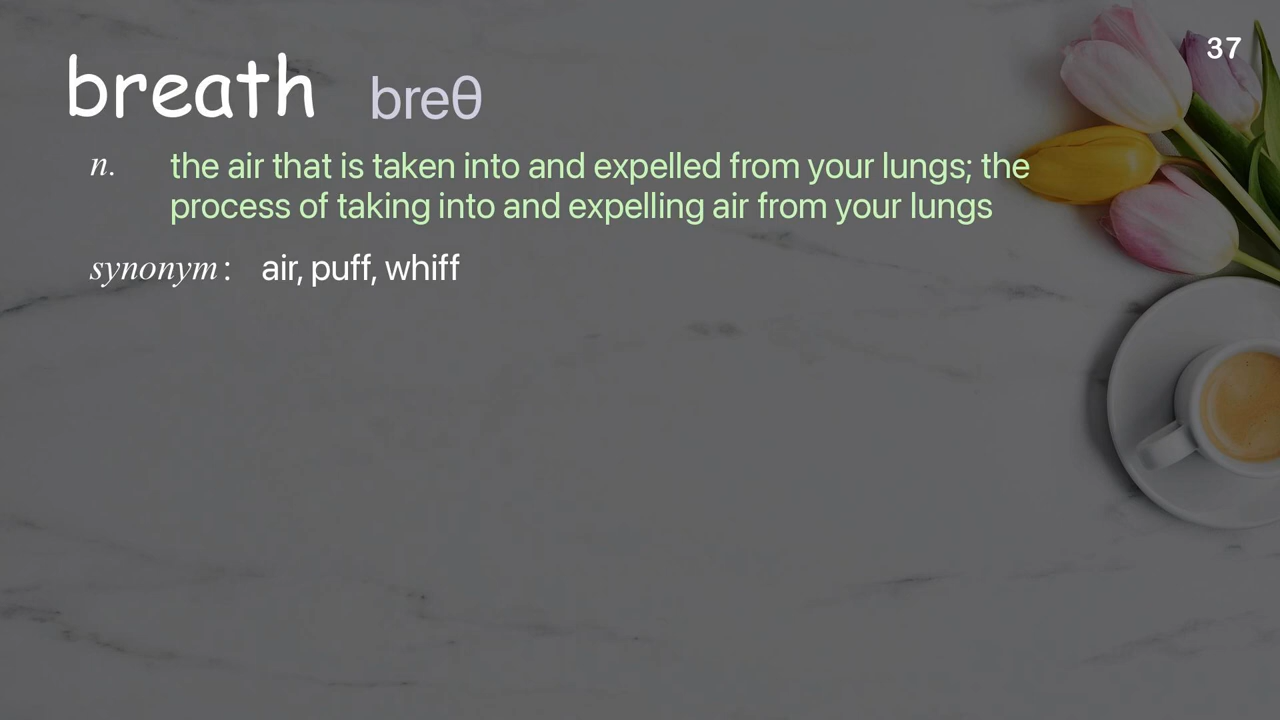 37
breath breθ
n. the air that is taken into and expelled from your lungs; the
process of taking into and expelling air from your lungs
synonym: air, puff, whiff